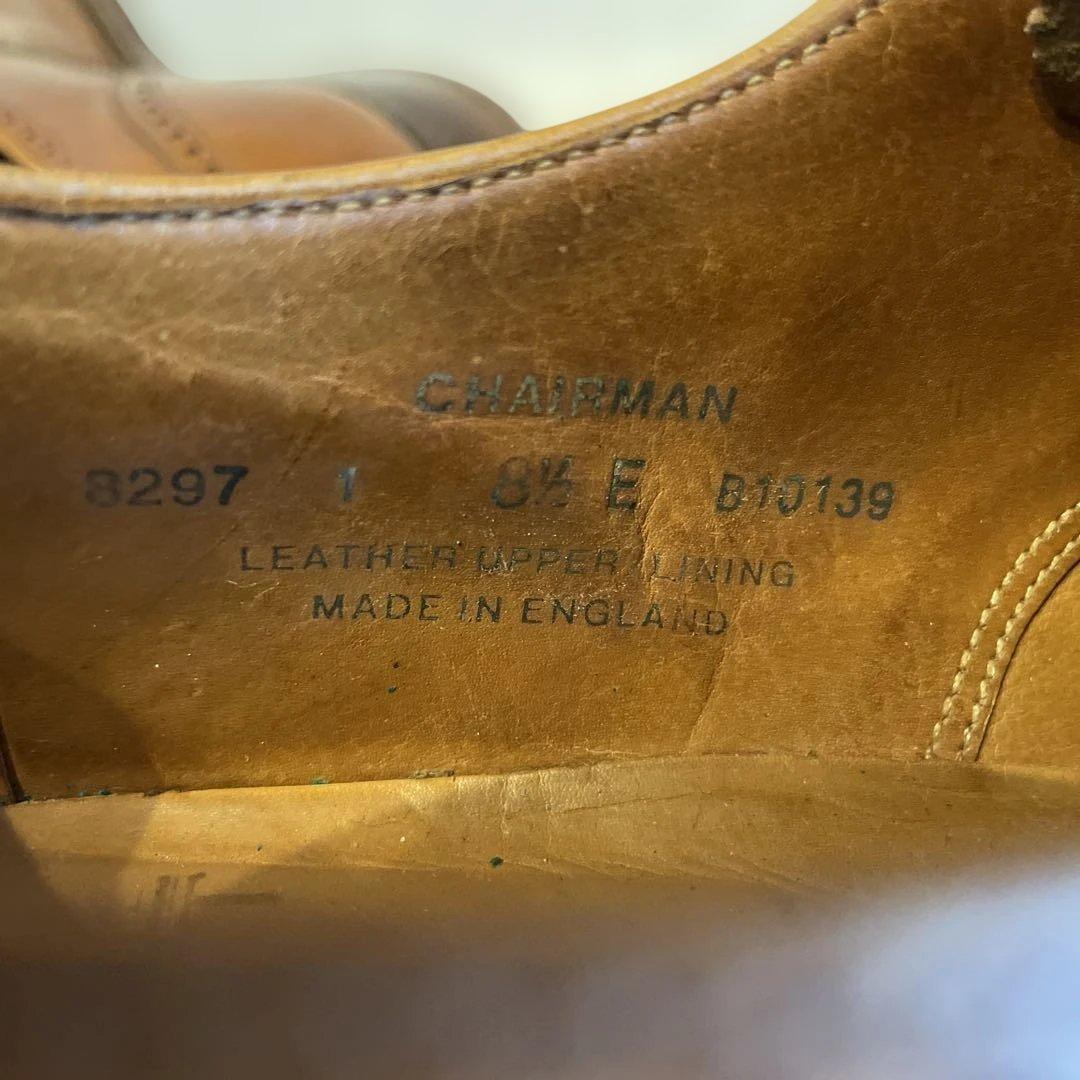 CHAIRMAN
8297 1 8½ E B10139
LEATHER UPPER/LINING
MADE IN ENGLAND